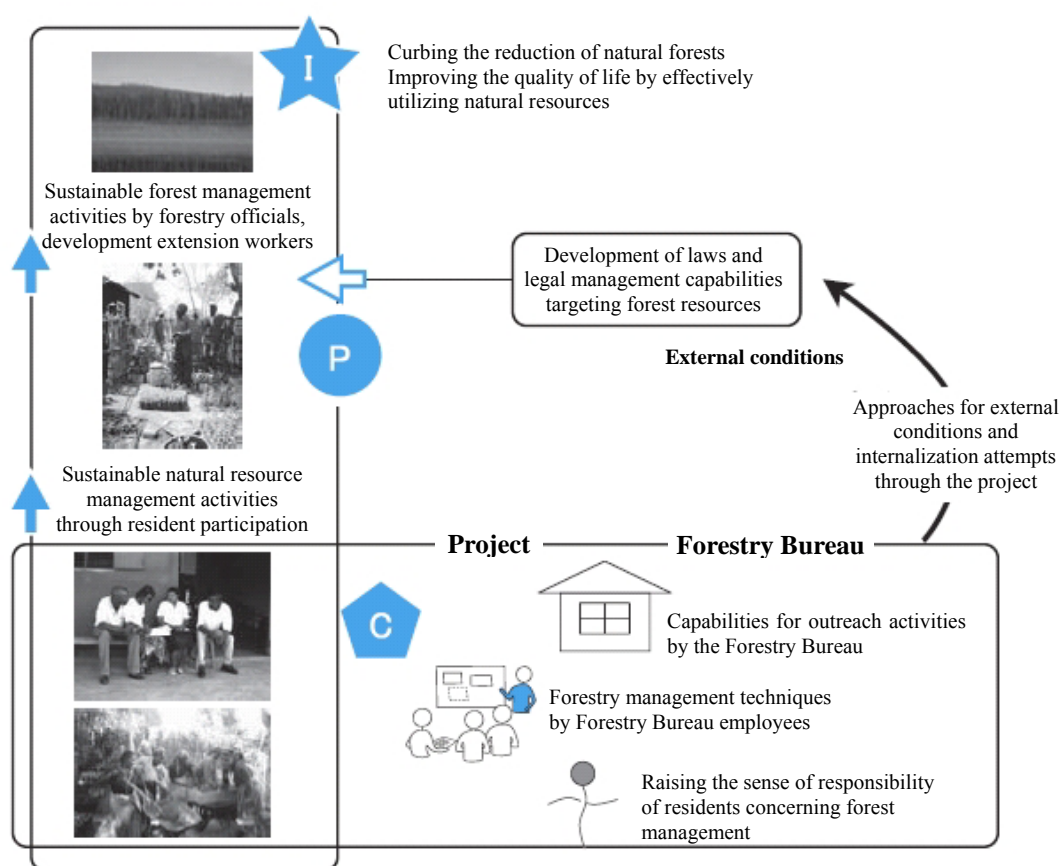 I
Curbing the reduction of natural forests
Improving the quality of life by effectively
utilizing natural resources
Sustainable forest management
activities by forestry officials,
development extension workers
Development of laws and
legal management capabilities
targeting forest resources
P
External conditions
Approaches for external
conditions and
internalization attempts
through the project
Sustainable natural resource
management activities
through resident participation
Project
Forestry Bureau
C
Capabilities for outreach activities
by the Forestry Bureau
Forestry management techniques
by Forestry Bureau employees
Raising the sense of responsibility
of residents concerning forest
management